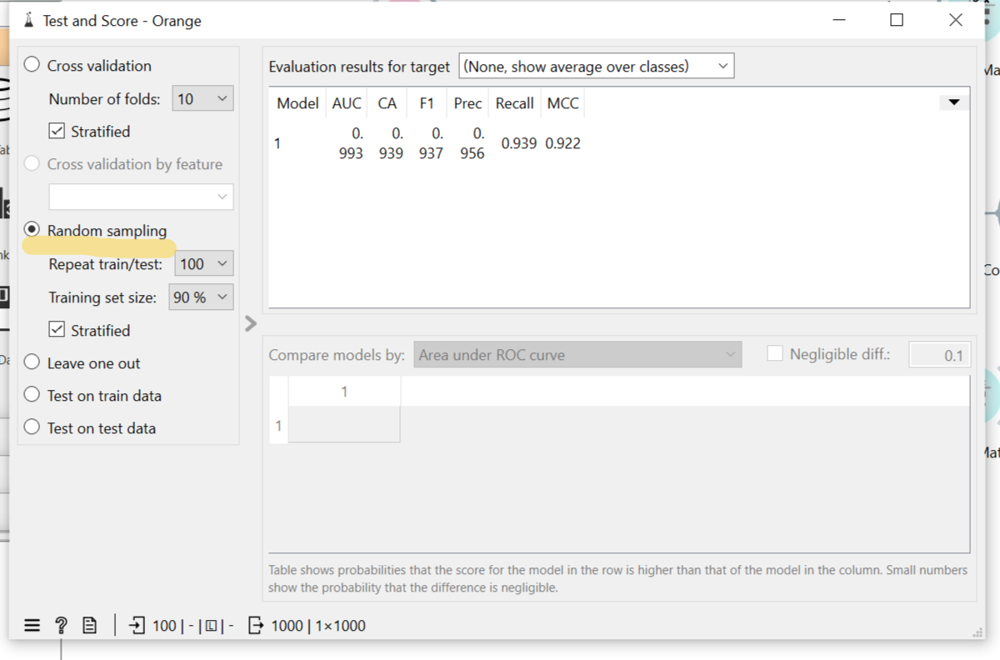 Test and Score - Orange
Cross validation
Number of folds: 10
Stratified
Cross validation by feature
Random sampling
Repeat train/test: 100
Training set size: 90 %
Stratified
Leave one out
Test on train data
Test on test data
Evaluation results for target (None, show average over classes)
Model AUC CA F1 Prec Recall MCC
1 0.993 0.939 0.937 0.956 0.939 0.922
Compare models by: Area under ROC curve Negligible diff.: 0.1
1
1
Table shows probabilities that the score for the model in the row is higher than that of the model in the column. Small numbers
show the probability that the difference is negligible.
100 | - | L | - 1000 | 1×1000
Co